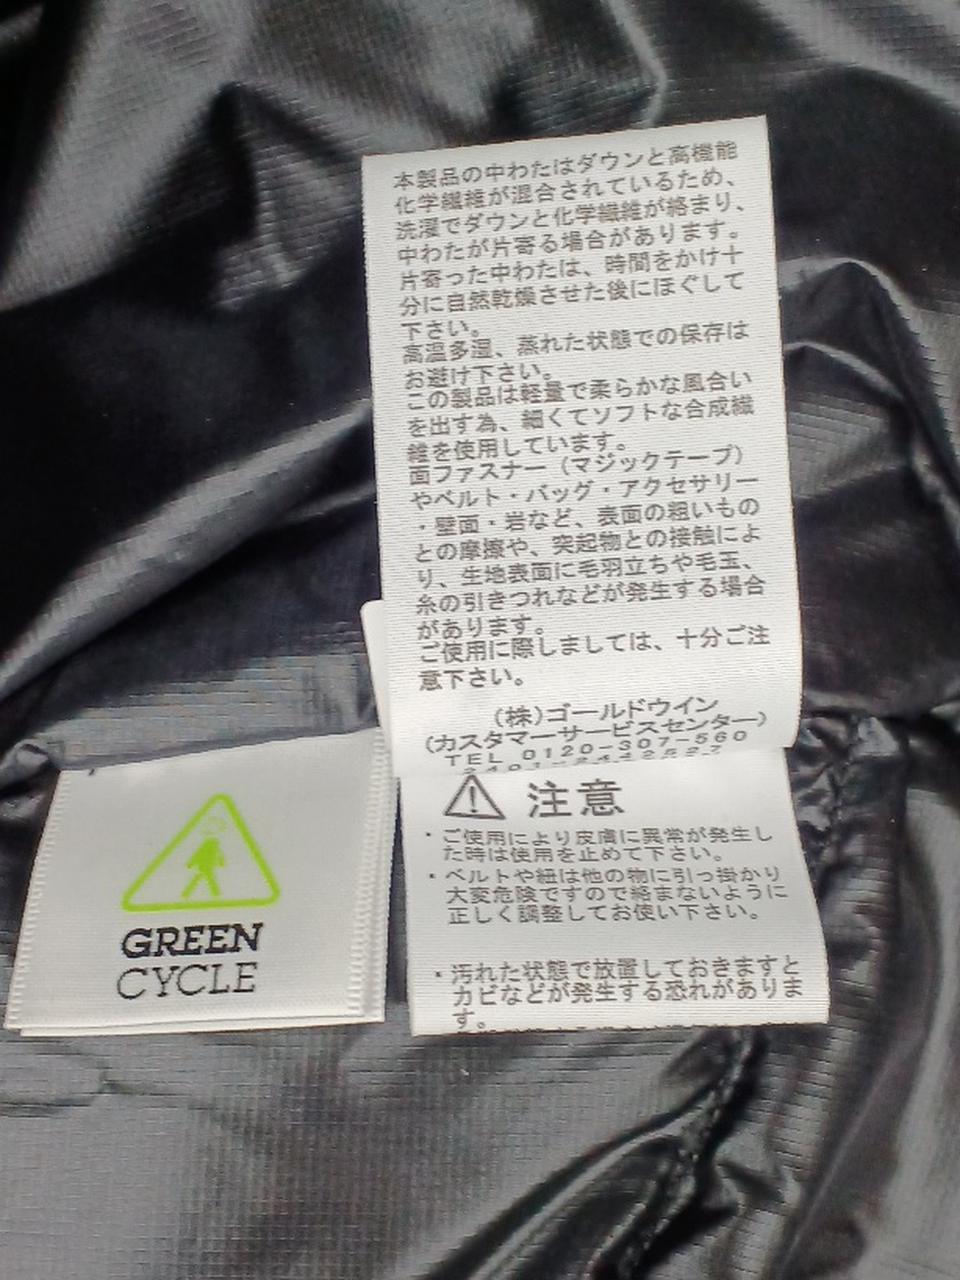 本製品の中わたはダウンと高機能
化学繊維が混合されているため、
洗濯でダウンと化学繊維が絡まり、
中わたが片寄る場合があります。
片寄った中わたは、時間をかけ十
分に自然乾燥させた後にほぐして
下さい。
高温多湿、蒸れた状態での保存は
お避け下さい。
この製品は軽量で柔らかな風合い
を出す為、細くてソフトな合成繊
維を使用しています。
面ファスナー（マジックテープ）
やベルト・バッグ・アクセサリー
・壁面・岩など、表面の粗いもの
との摩擦や、突起物との接触によ
り、生地表面に毛羽立ちや毛玉、
糸の引きつれなどが発生する場合
があります。
ご使用に際しましては、十分ご注
意下さい。
（株）ゴールドウイン
（カスタマーサービスセンター）
TEL 0120-307-560
注意
・ご使用により皮膚に異常が発生し
た時は使用を止めて下さい。
・ベルトや紐は他の物に引っ掛かり
大変危険ですので絡まないように
正しく調整してお使い下さい。
・汚れた状態で放置しておきますと
カビなどが発生する恐れがありま
す。
GREEN
CYCLE